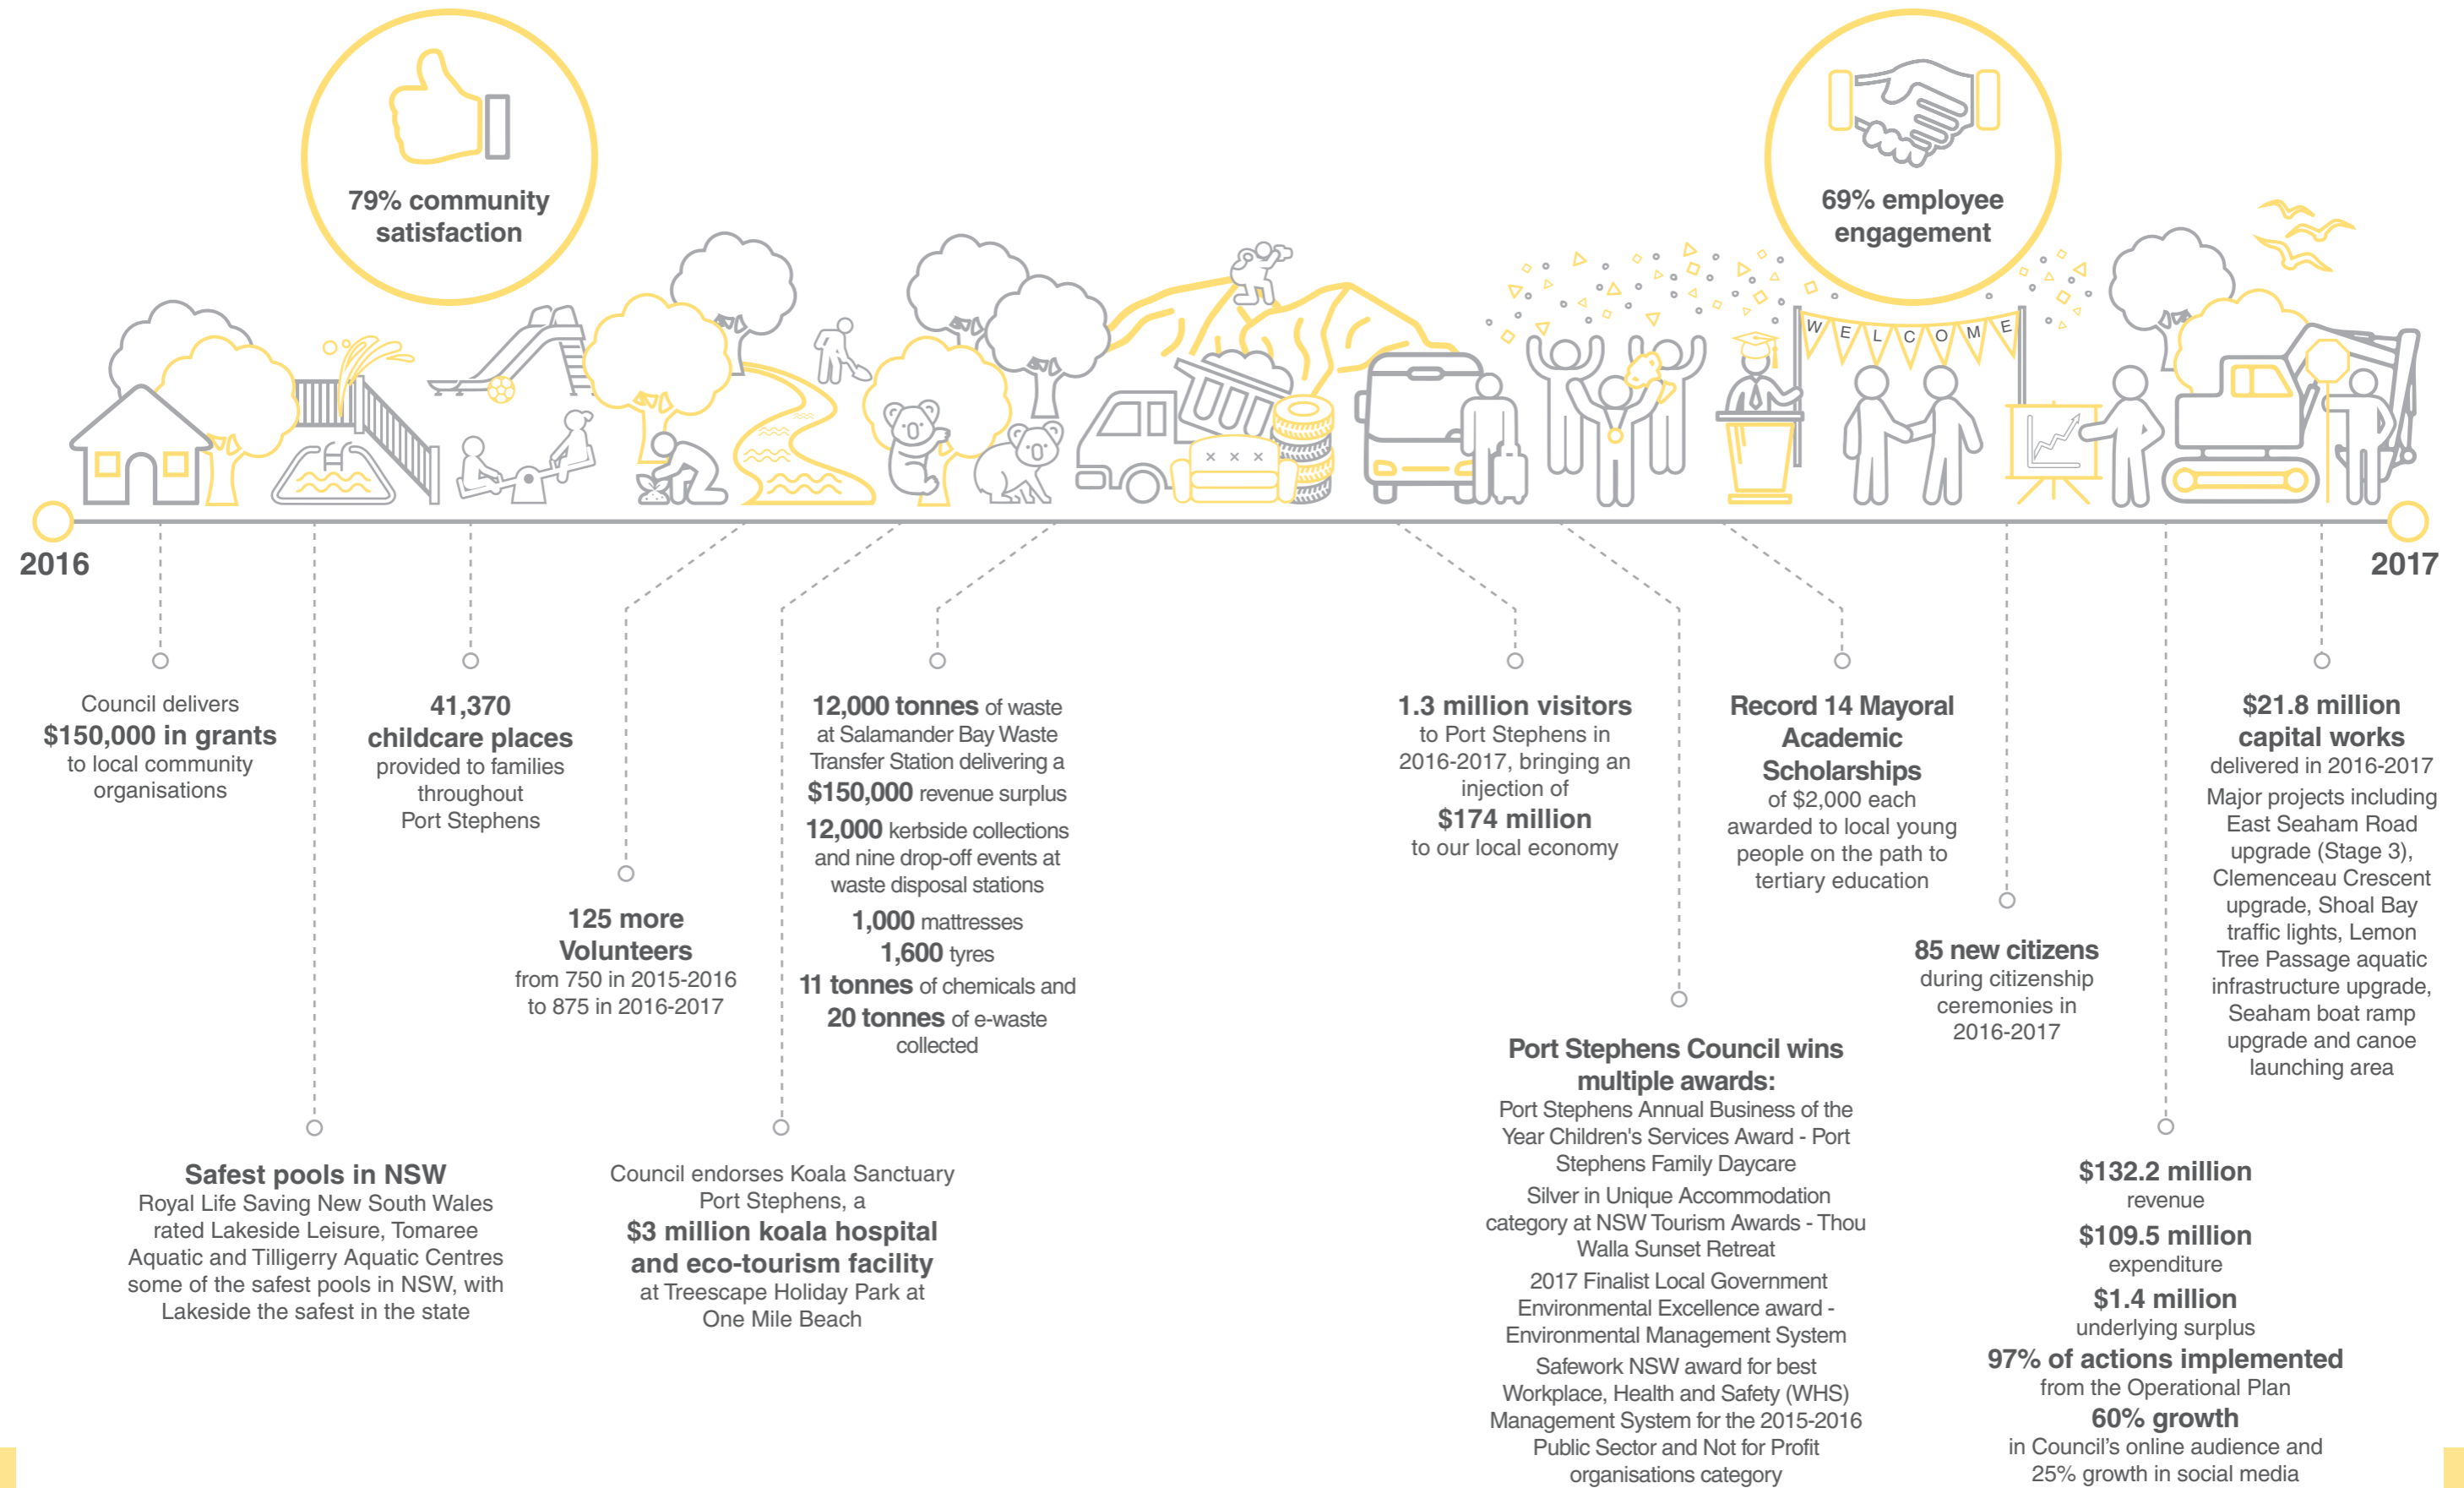 79% community
satisfaction
69% employee
engagement
WELCOME
2016
2017
Council delivers
$150,000 in grants
to local community
organisations
Safest pools in NSW
Royal Life Saving New South Wales
rated Lakeside Leisure, Tomaree
Aquatic and Tilligerry Aquatic Centres
some of the safest pools in NSW, with
Lakeside the safest in the state
41,370
childcare places
provided to families
throughout
Port Stephens
125 more
Volunteers
from 750 in 2015-2016
to 875 in 2016-2017
Council endorses Koala Sanctuary
Port Stephens, a
$3 million koala hospital
and eco-tourism facility
at Treescape Holiday Park at
One Mile Beach
12,000 tonnes of waste
at Salamander Bay Waste
Transfer Station delivering a
$150,000 revenue surplus
12,000 kerbside collections
and nine drop-off events at
waste disposal stations
1,000 mattresses
1,600 tyres
11 tonnes of chemicals and
20 tonnes of e-waste
collected
1.3 million visitors
to Port Stephens in
2016-2017, bringing an
injection of
$174 million
to our local economy
Port Stephens Council wins
multiple awards:
Port Stephens Annual Business of the
Year Children's Services Award - Port
Stephens Family Daycare
Silver in Unique Accommodation
category at NSW Tourism Awards - Thou
Walla Sunset Retreat
2017 Finalist Local Government
Environmental Excellence award -
Environmental Management System
Safework NSW award for best
Workplace, Health and Safety (WHS)
Management System for the 2015-2016
Public Sector and Not for Profit
organisations category
Record 14 Mayoral
Academic
Scholarships
of $2,000 each
awarded to local young
people on the path to
tertiary education
85 new citizens
during citizenship
ceremonies in
2016-2017
$132.2 million
revenue
$109.5 million
expenditure
$1.4 million
underlying surplus
97% of actions implemented
from the Operational Plan
60% growth
in Council’s online audience and
25% growth in social media
$21.8 million
capital works
delivered in 2016-2017
Major projects including
East Seaham Road
upgrade (Stage 3),
Clemenceau Crescent
upgrade, Shoal Bay
traffic lights, Lemon
Tree Passage aquatic
infrastructure upgrade,
Seaham boat ramp
upgrade and canoe
launching area